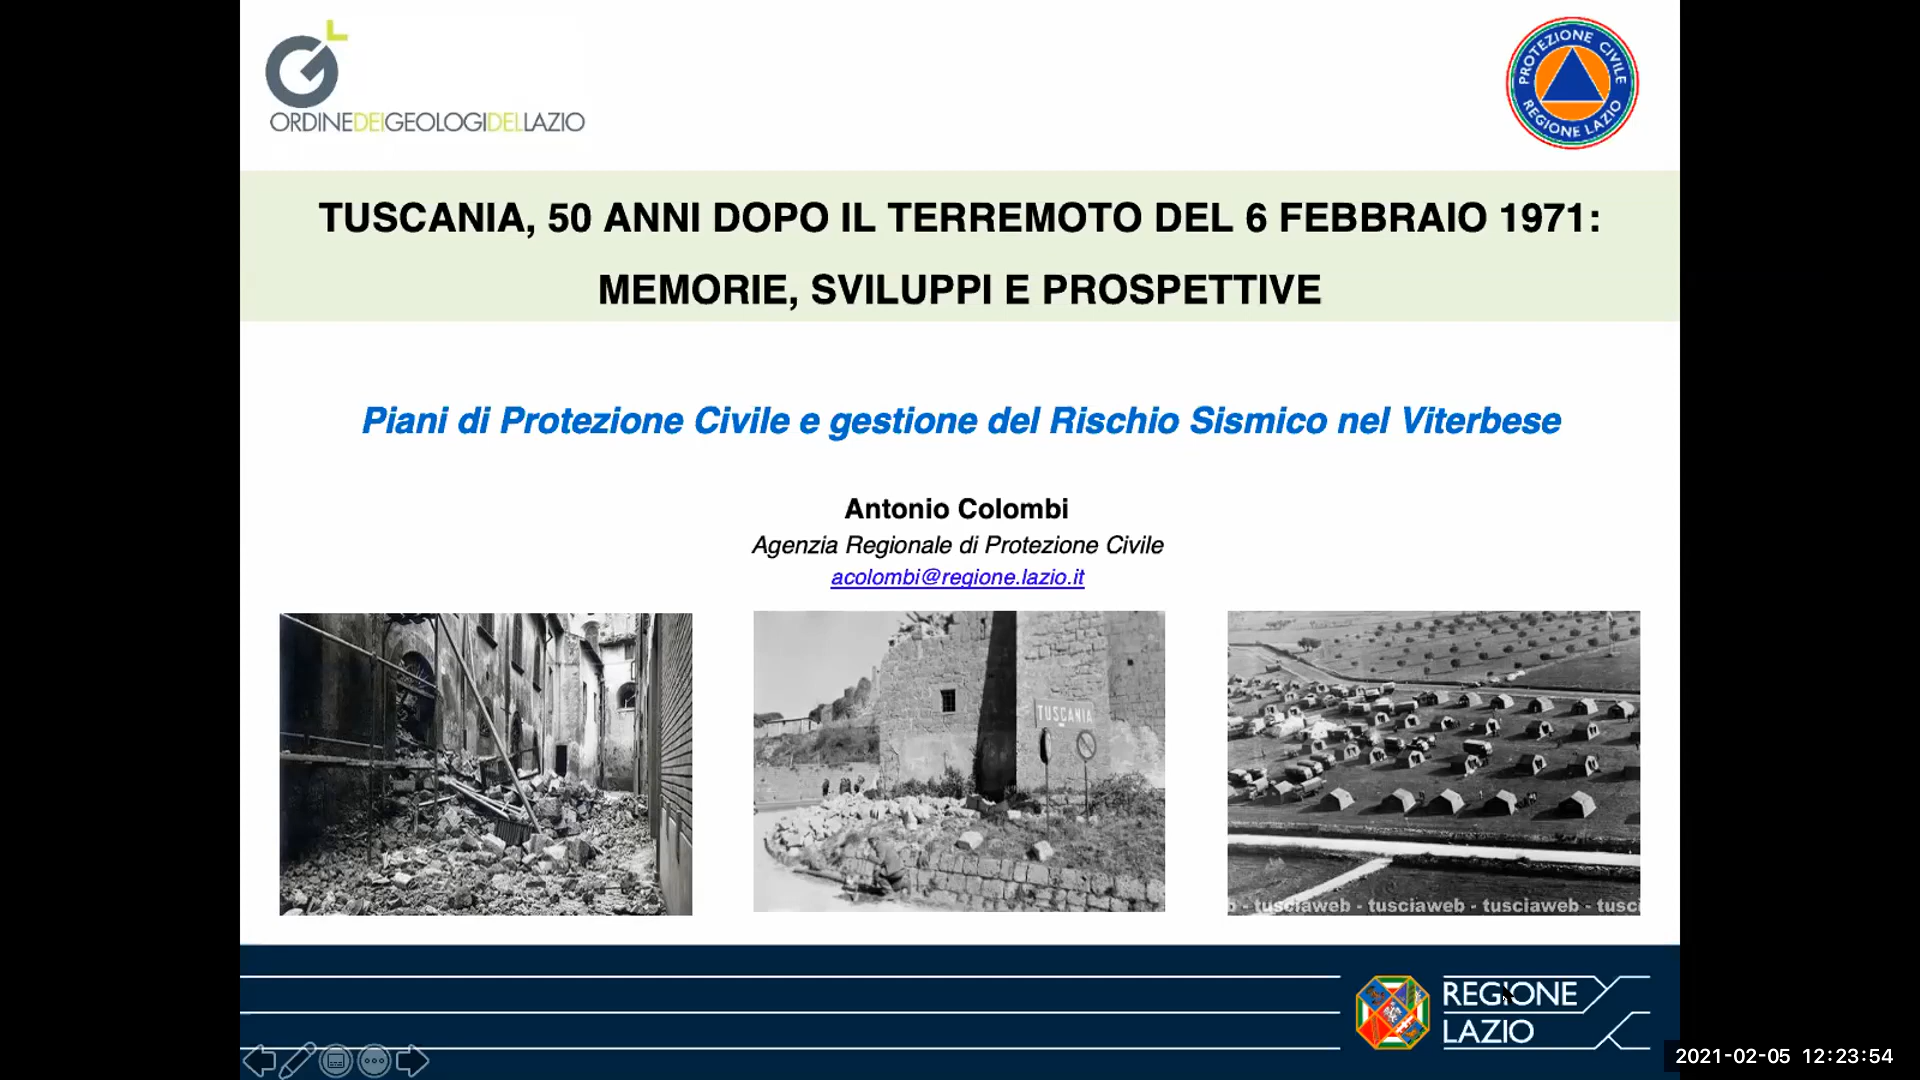 ORDINEDEIGEOLOGIDELLAZIO
PROTEZIONE CIVILE
REGIONE LAZIO
TUSCANIA, 50 ANNI DOPO IL TERREMOTO DEL 6 FEBBRAIO 1971:
MEMORIE, SVILUPPI E PROSPETTIVE
Piani di Protezione Civile e gestione del Rischio Sismico nel Viterbese
Antonio Colombi
Agenzia Regionale di Protezione Civile
acolombi@regione.lazio.it
TUSCANIA
b - tusciaweb - tusciaweb - tusciaweb - tusci
REGIONE
LAZIO
2021-02-05 12:23:54